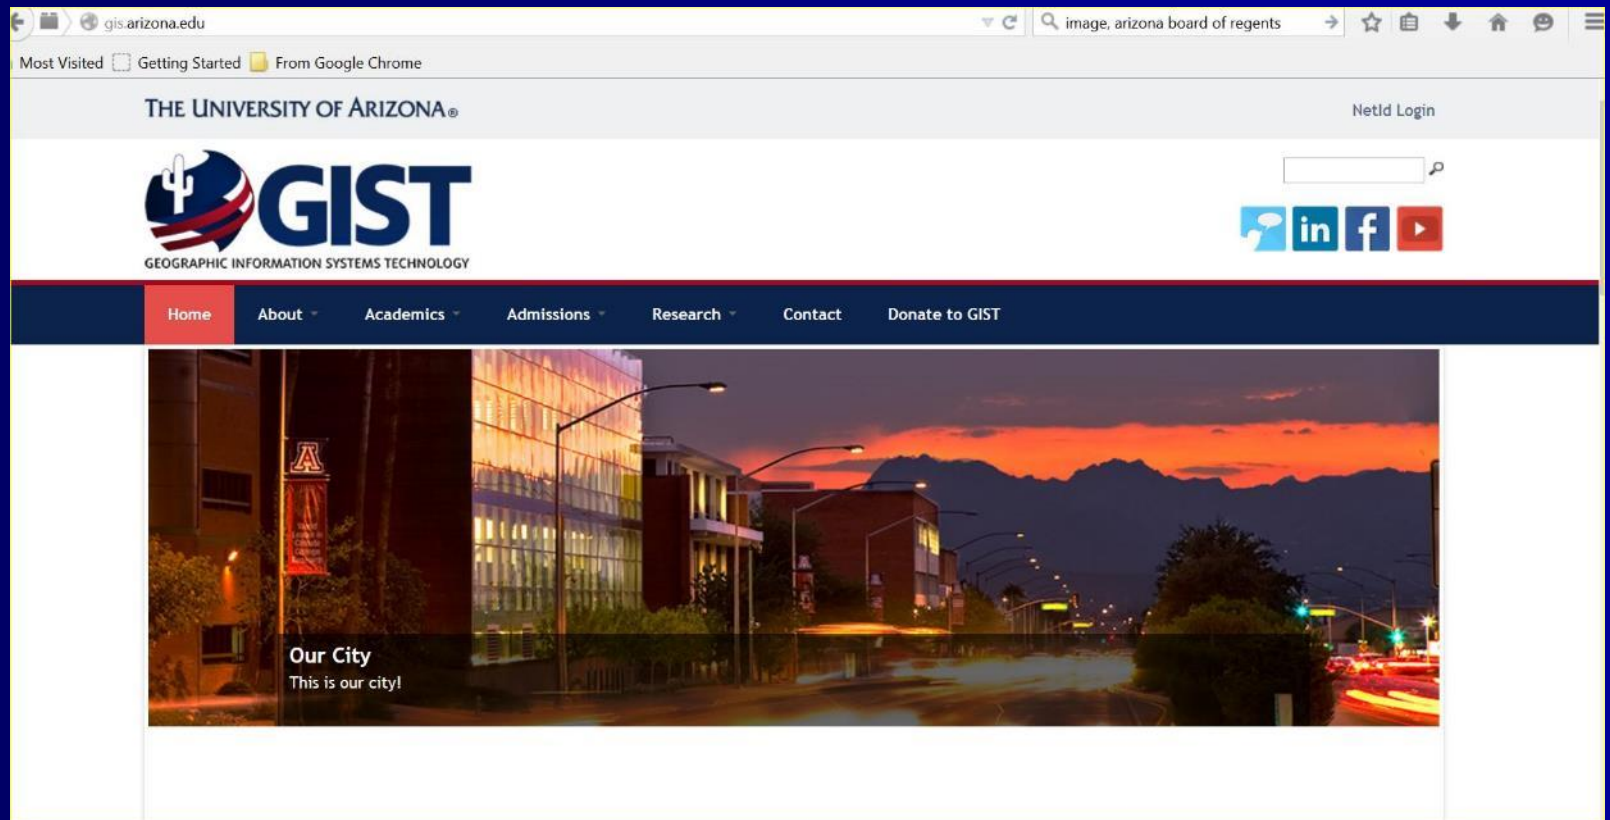 gis.arizona.edu
image, arizona board of regents
Most Visited Getting Started From Google Chrome
THE UNIVERSITY OF ARIZONA®
NetId Login
GIST
GEOGRAPHIC INFORMATION SYSTEMS TECHNOLOGY
in f
Home About Academics Admissions Research Contact Donate to GIST
A
Our City
This is our city!